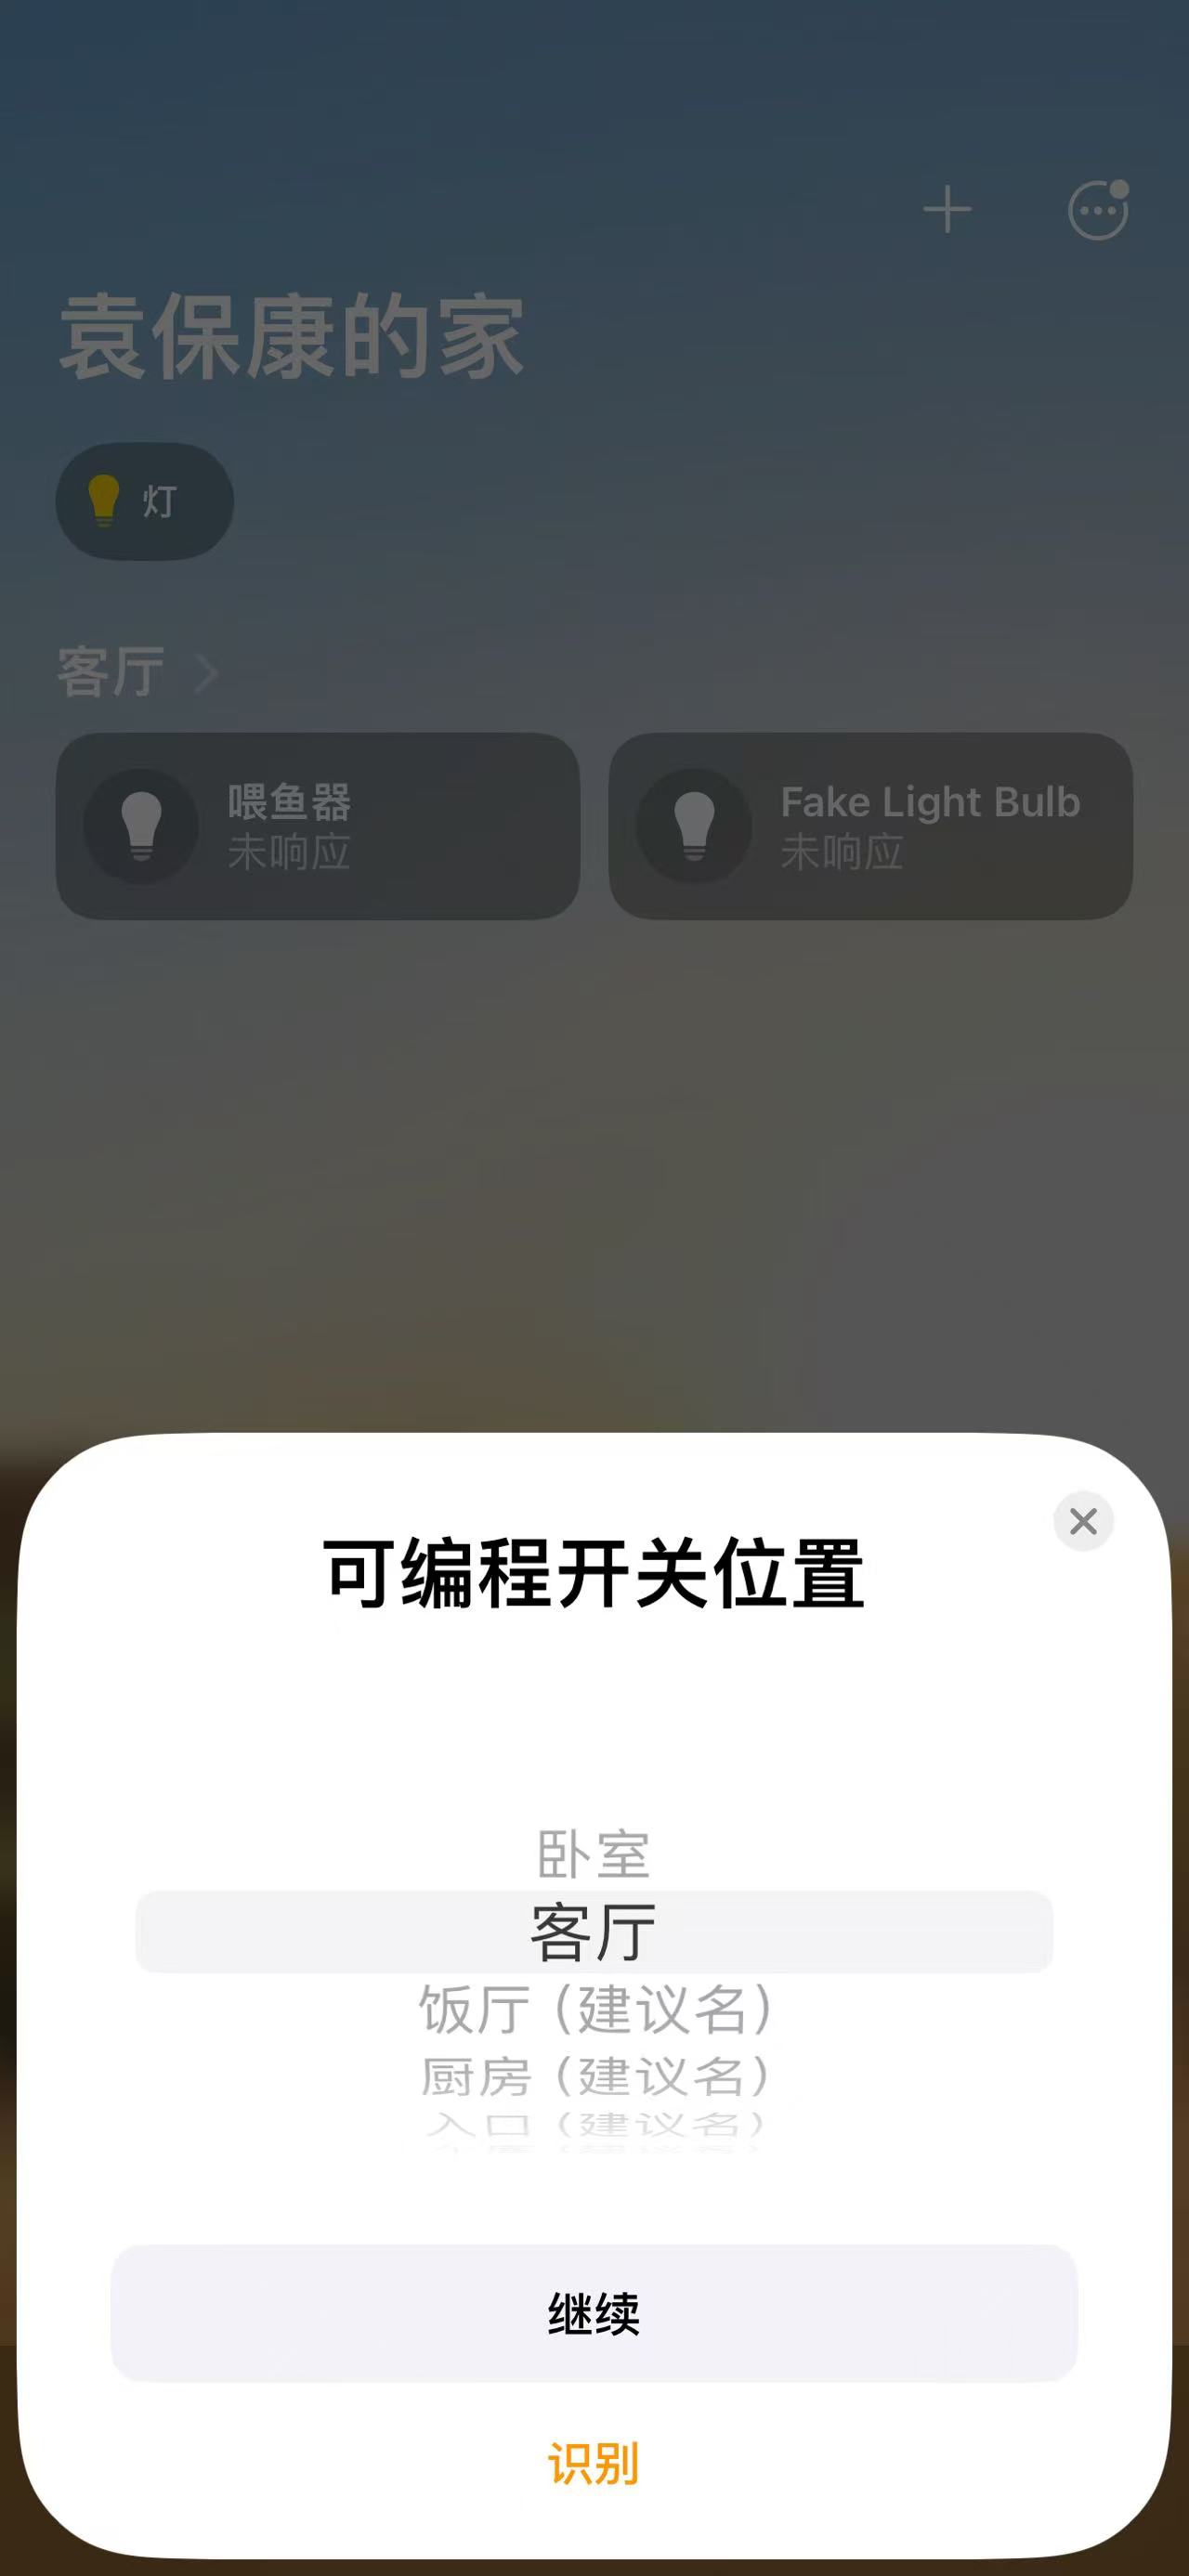 袁保康的家
灯
客厅
喂鱼器
未响应
Fake Light Bulb
未响应
可编程开关位置
卧室
客厅
饭厅（建议名）
厨房（建议名）
入口（建议名）
继续
识别